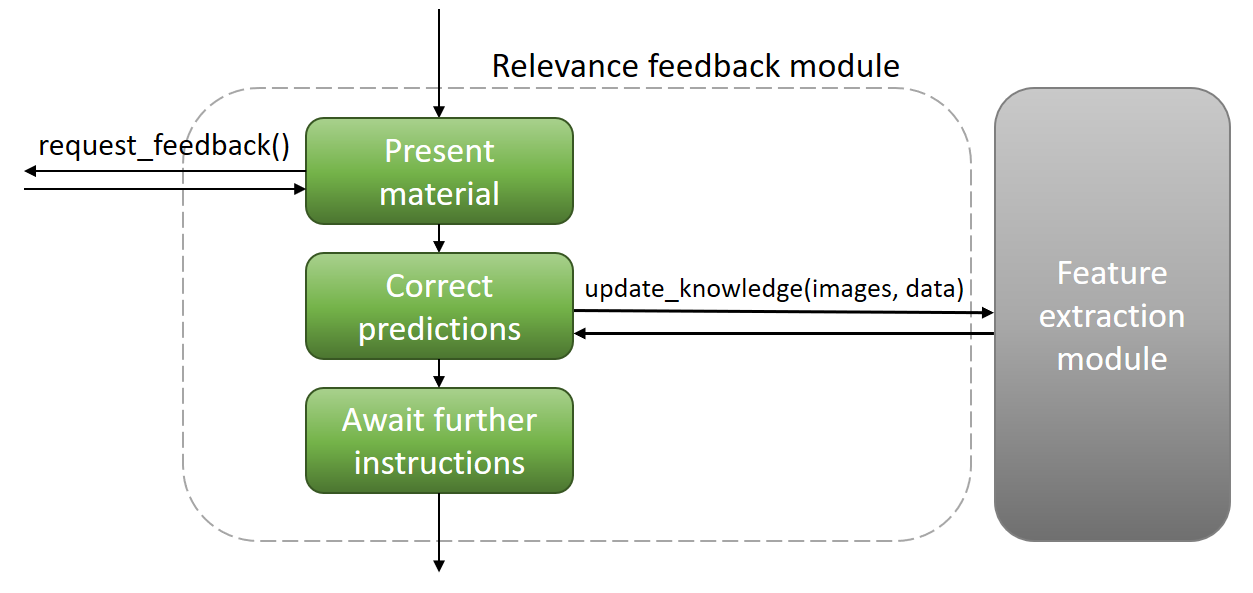 Relevance feedback module
request_feedback()
Present
material
Correct
predictions
update_knowledge(images, data)
Feature
extraction
module
Await further
instructions